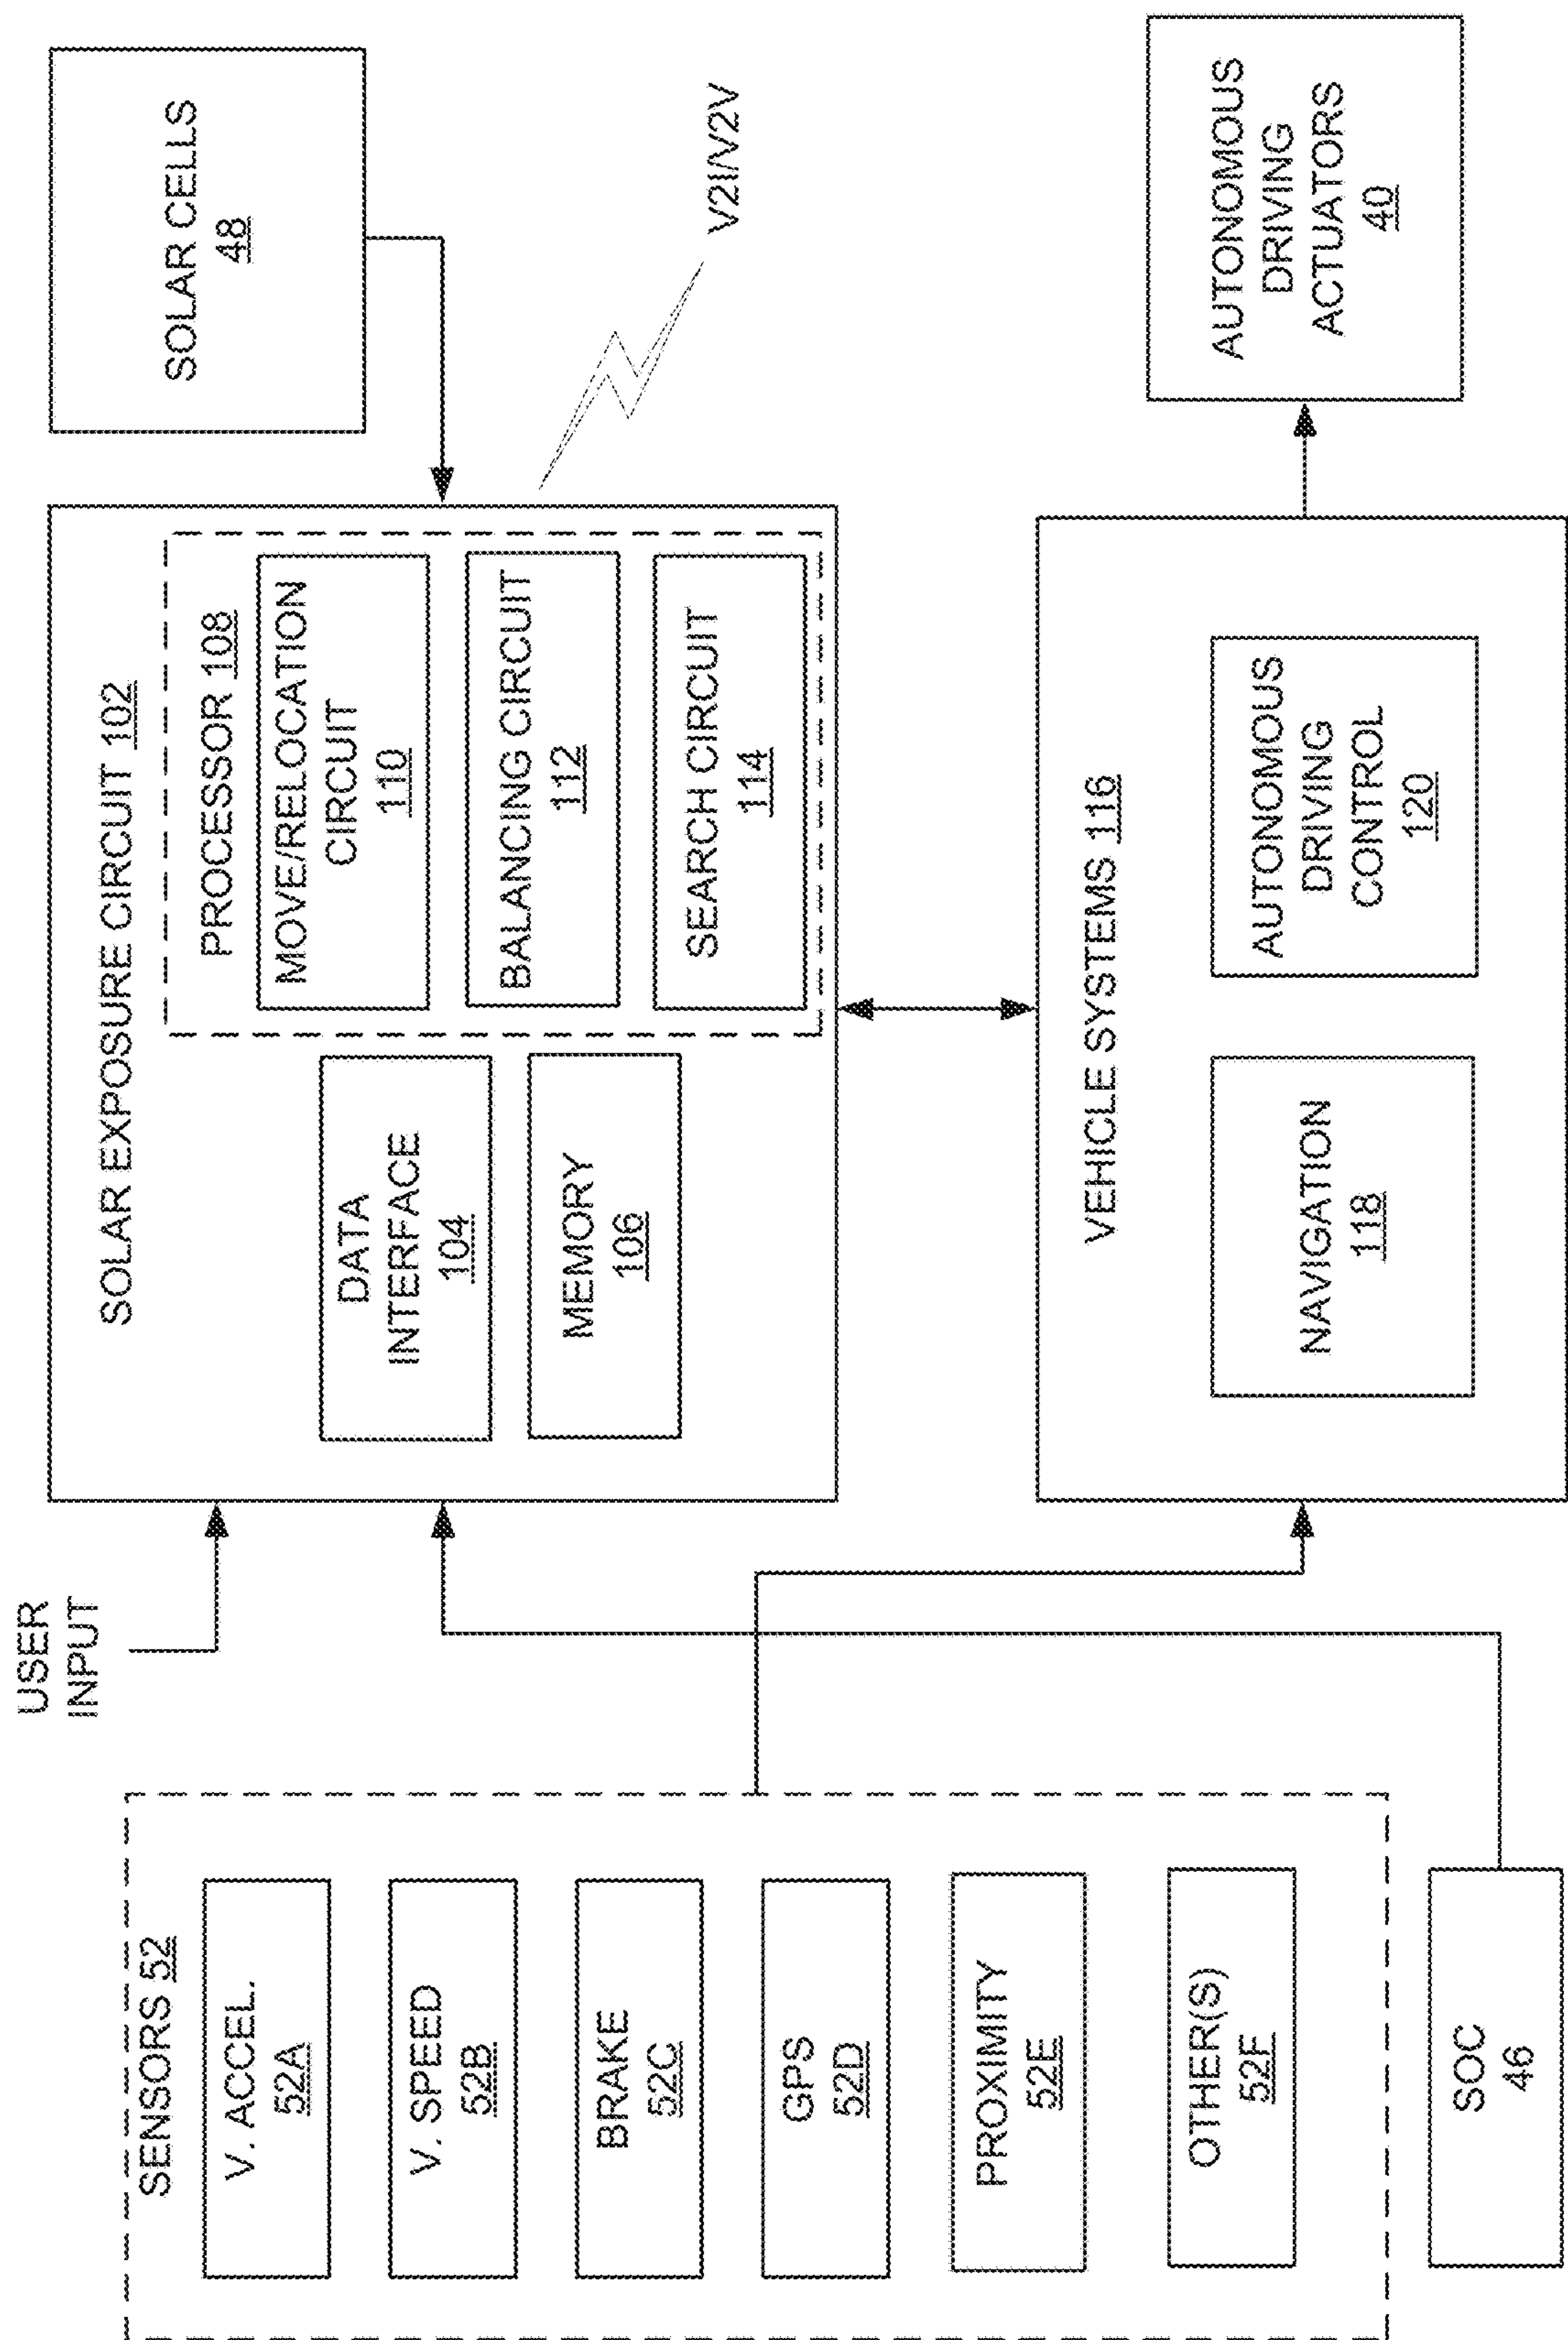 SENSORS 52
V. ACCEL.
52A
V. SPEED
52B
BRAKE
52C
GPS
52D
PROXIMITY
52E
OTHER(S)
52F
SOC
46
USER
INPUT
SOLAR EXPOSURE CIRCUIT 102
DATA
INTERFACE
104
MEMORY
106
PROCESSOR 108
MOVE/RELOCATION
CIRCUIT
110
BALANCING CIRCUIT
112
SEARCH CIRCUIT
114
VEHICLE SYSTEMS 116
NAVIGATION
118
AUTONOMOUS
DRIVING
CONTROL
120
SOLAR CELLS
48
V2I/V2V
AUTONOMOUS
DRIVING
ACTUATORS
40